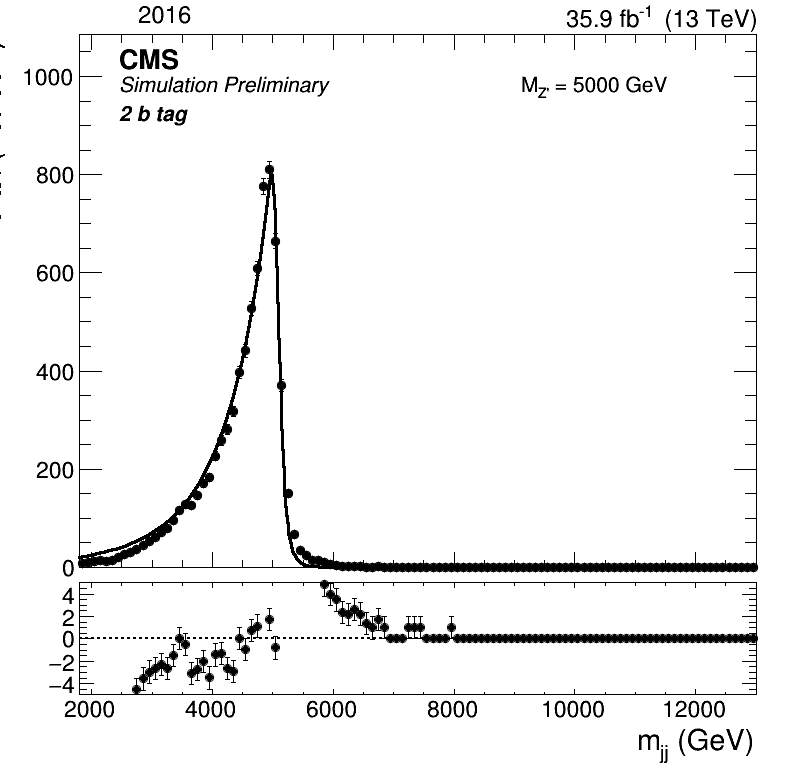 2016 35.9 fb⁻¹ (13 TeV)
CMS
Simulation Preliminary
M_Z' = 5000 GeV
2 b tag
1000
800
600
400
200
0
4
2
0
−2
−4
2000 4000 6000 8000 10000 12000
m_jj (GeV)